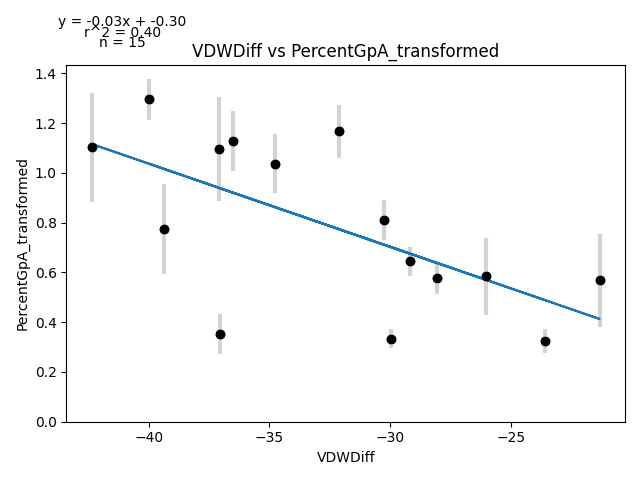 y = -0.03x + -0.30
r^2 = 0.40
n = 15
VDWDiff vs PercentGpA_transformed
1.4
1.2
1.0
0.8
0.6
0.4
0.2
0.0
PercentGpA_transformed
−40
−35
−30
−25
VDWDiff